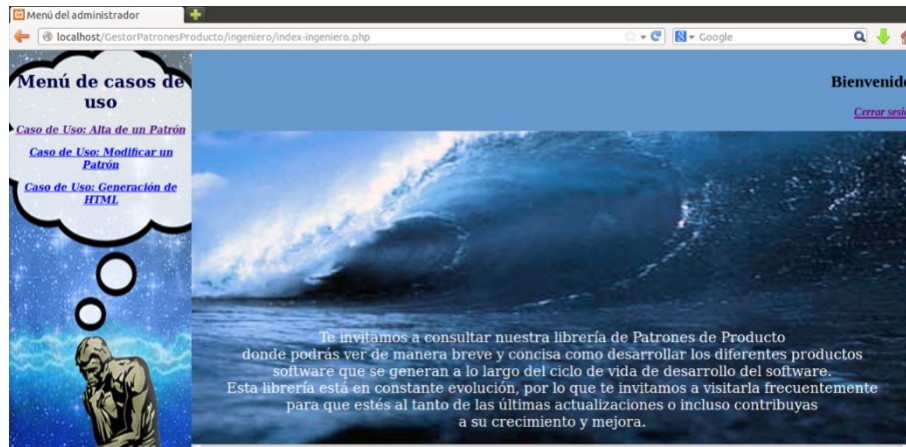 Menú del administrador
localhost/GestorPatronesProducto/ingeniero/index-ingeniero.php
Google
Menú de casos de
uso
Caso de Uso: Alta de un Patrón
Caso de Uso: Modificar un
Patrón
Caso de Uso: Generación de
HTML
Bienvenido
Cerrar sesió
Te invitamos a consultar nuestra librería de Patrones de Producto
donde podrás ver de manera breve y concisa como desarrollar los diferentes productos
software que se generan a lo largo del ciclo de vida de desarrollo del software.
Esta librería está en constante evolución, por lo que te invitamos a visitarla frecuentemente
para que estés al tanto de las últimas actualizaciones o incluso contribuyas
a su crecimiento y mejora.